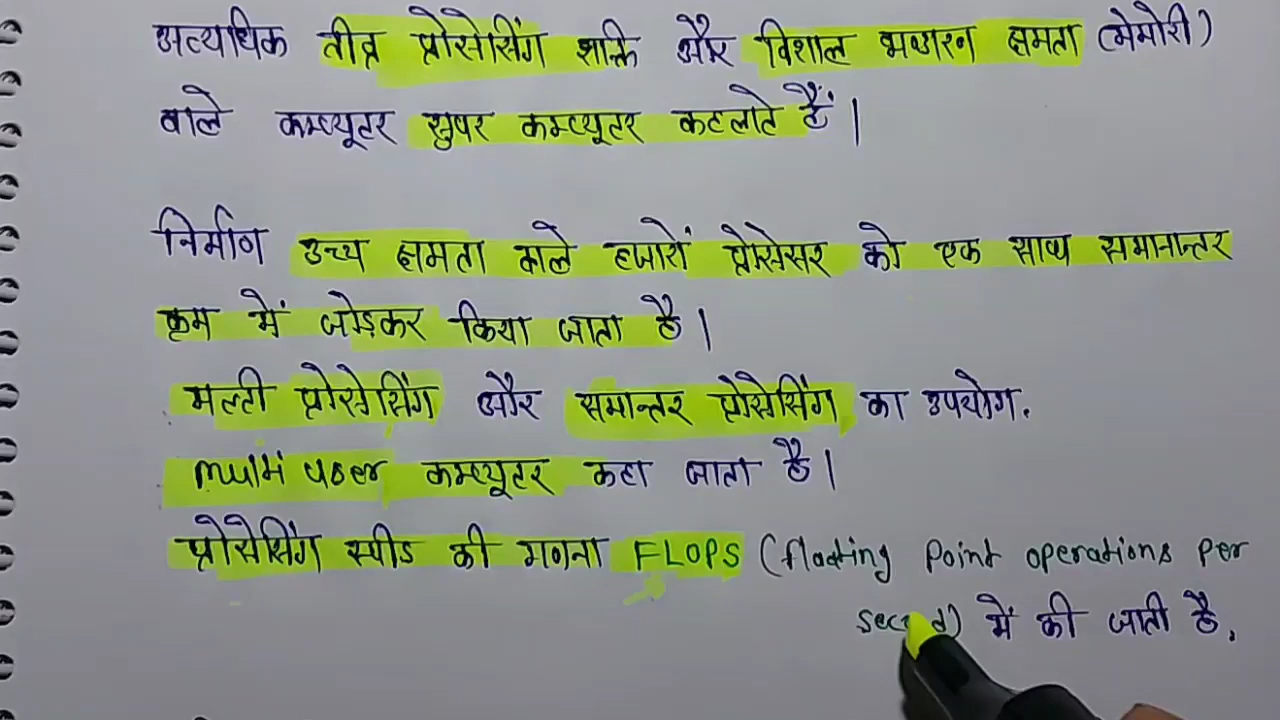 अत्यधिक तीव्र प्रोसेसिंग शक्ति और विशाल भण्डारण क्षमता (मेमोरी)
वाले कम्प्यूटर सुपर कम्प्यूटर कहलाते हैं।
निर्माण उच्च क्षमता वाले हजारों प्रोसेसर को एक साथ समानान्तर
क्रम में जोड़कर किया जाता है।
मल्टी प्रोसेसिंग और समान्तर प्रोसेसिंग का उपयोग.
multi user कम्प्यूटर कहा जाता है।
प्रोसेसिंग स्पीड की गणना FLOPS (floating point operations per
second) में की जाती है.